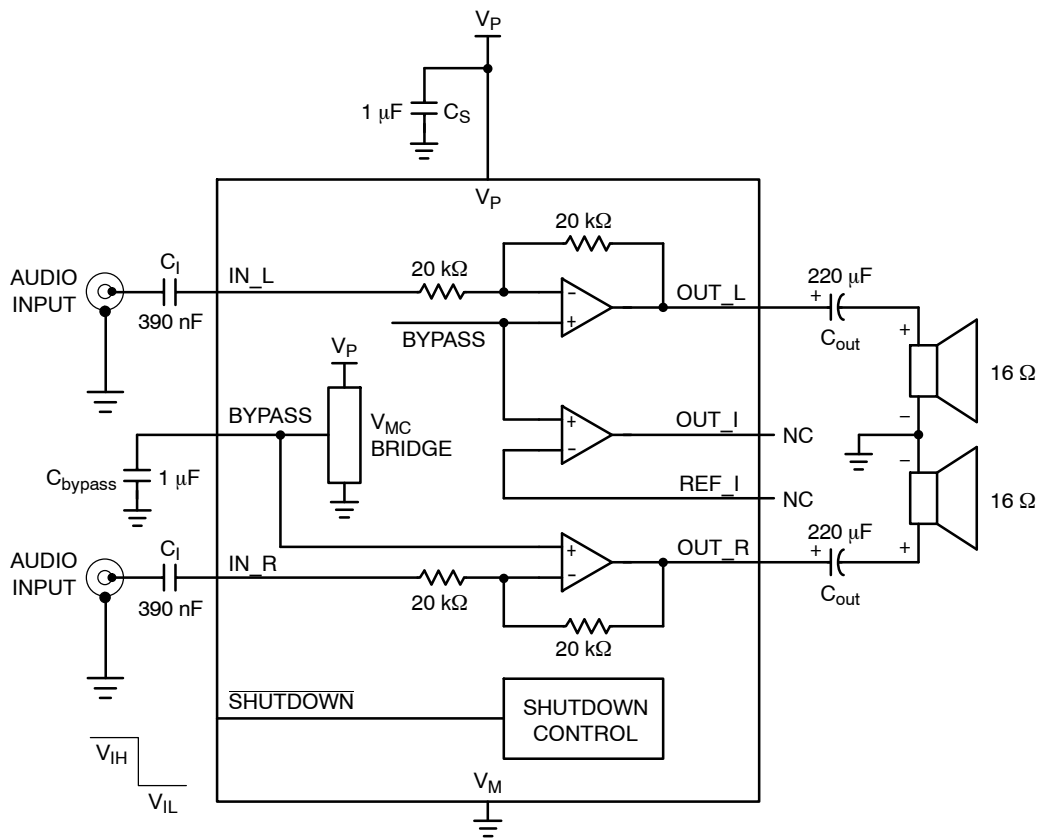 VP
1 μF
CS
VP
20 kΩ
AUDIO
INPUT
CI
390 nF
IN_L
20 kΩ
-
+
OUT_L
220 μF
+
Cout
+
16 Ω
-
BYPASS
VP
BYPASS
VMC
BRIDGE
+
-
OUT_I
NC
REF_I
NC
Cbypass
1 μF
-
16 Ω
+
AUDIO
INPUT
CI
390 nF
IN_R
20 kΩ
+
-
OUT_R
220 μF
+
Cout
20 kΩ
SHUTDOWN
SHUTDOWN
CONTROL
VIH
VIL
VM